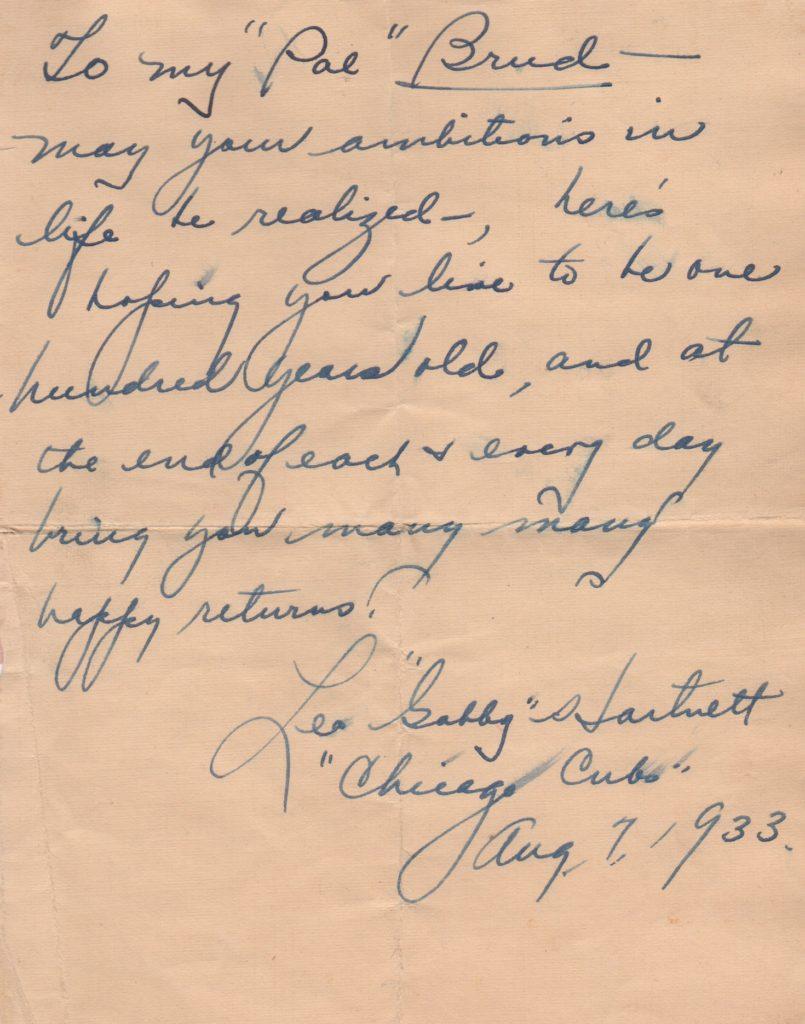 To my "Pal" Brud —
may your ambitions in
life be realized -, here's
hoping you live to be one
hundred years old, and at
the end of each & every day
bring you many many
happy returns.
Leo "Gabby" Hartnett
"Chicago Cubs"
Aug 7, 1933.